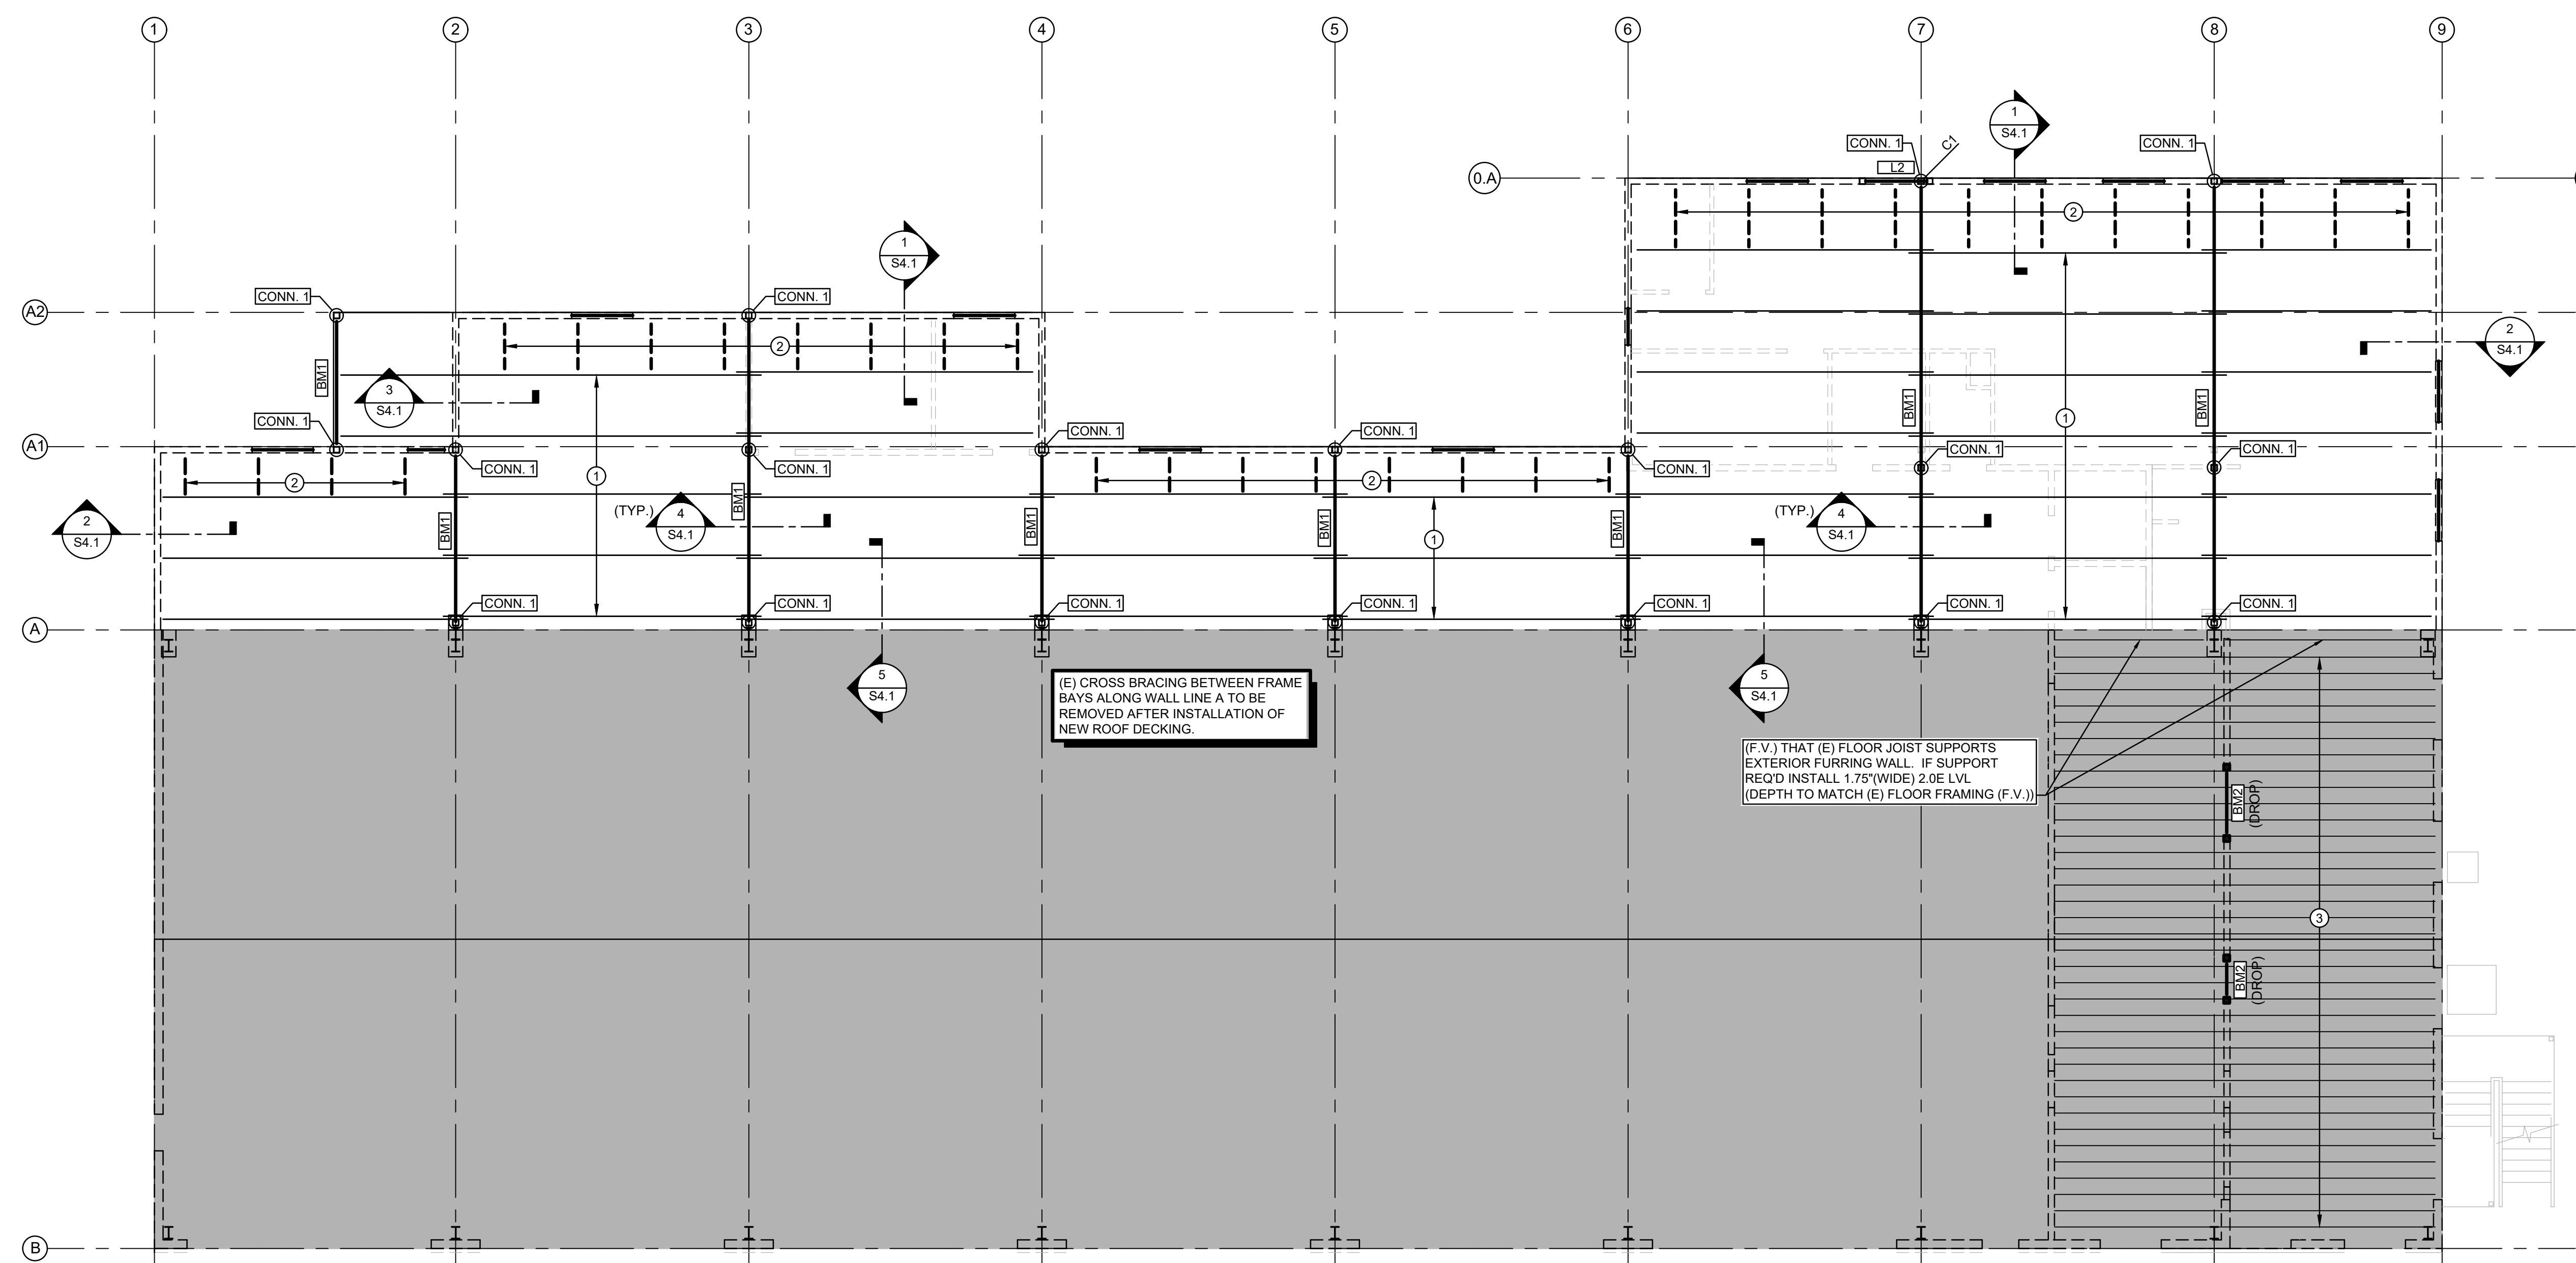 1
2
3
4
5
6
7
8
9
1
S4.1
CONN. 1
C1
CONN. 1
L2
0.A
2
1
S4.1
CONN. 1
CONN. 1
A2
2
2
S4.1
BM1
3
S4.1
BM1
BM1
1
CONN. 1
A1
CONN. 1
CONN. 1
CONN. 1
CONN. 1
CONN. 1
CONN. 1
CONN. 1
CONN. 1
1
2
2
BM1
BM1
BM1
BM1
BM1
(TYP.)
4
S4.1
(TYP.)
4
S4.1
2
S4.1
1
CONN. 1
CONN. 1
CONN. 1
CONN. 1
CONN. 1
CONN. 1
CONN. 1
A
5
S4.1
5
S4.1
(E) CROSS BRACING BETWEEN FRAME
BAYS ALONG WALL LINE A TO BE
REMOVED AFTER INSTALLATION OF
NEW ROOF DECKING.
(F.V.) THAT (E) FLOOR JOIST SUPPORTS
EXTERIOR FURRING WALL. IF SUPPORT
REQ'D INSTALL 1.75"(WIDE) 2.0E LVL
(DEPTH TO MATCH (E) FLOOR FRAMING (F.V.))
BM2
(DROP)
3
BM2
(DROP)
B